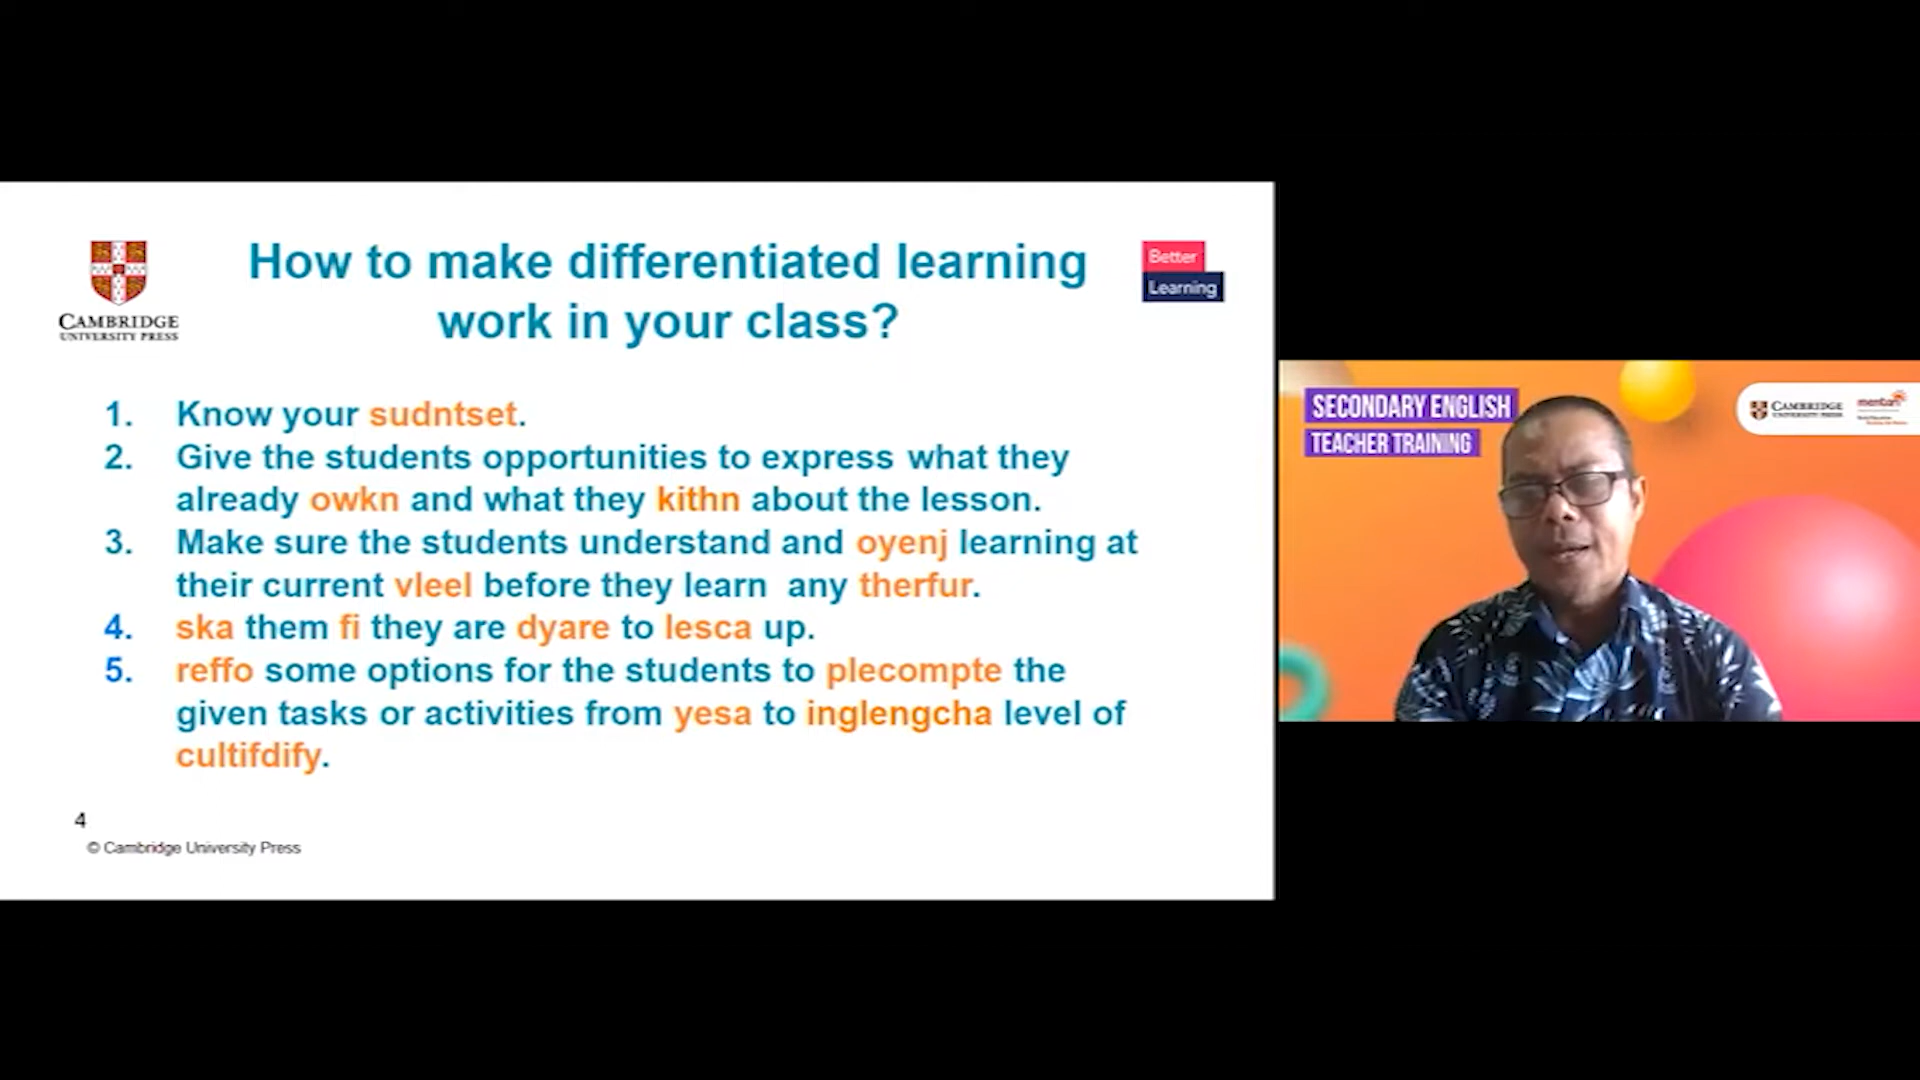 How to make differentiated learning
work in your class?
CAMBRIDGE
UNIVERSITY PRESS
Better
Learning
1. Know your sudntset.
2. Give the students opportunities to express what they
already owkn and what they kithn about the lesson.
3. Make sure the students understand and oyenj learning at
their current vleel before they learn any therfur.
4. ska them fi they are dyare to lesca up.
5. reffo some options for the students to plecompte the
given tasks or activities from yesa to inglengcha level of
cultifdify.
4
© Cambridge University Press
SECONDARY ENGLISH
TEACHER TRAINING
CAMBRIDGE
UNIVERSITY PRESS
mentari